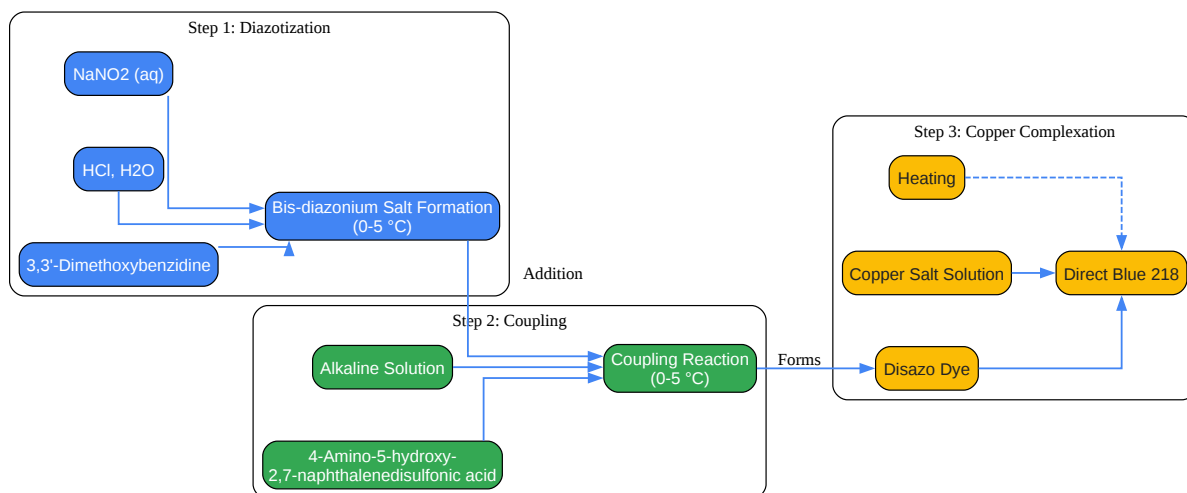 Step 1: Diazotization
NaNO2 (aq)
HCl, H2O
3,3'-Dimethoxybenzidine
Bis-diazonium Salt Formation
(0-5 °C)
Addition
Step 2: Coupling
Alkaline Solution
4-Amino-5-hydroxy-
2,7-naphthalenedisulfonic acid
Coupling Reaction
(0-5 °C)
Forms
Step 3: Copper Complexation
Heating
Copper Salt Solution
Direct Blue 218
Disazo Dye